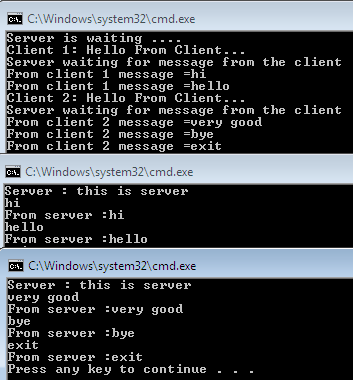 C:\Windows\system32\cmd.exe
Server is waiting ....
Client 1: Hello From Client...
Server waiting for message from the client
From client 1 message =hi
From client 1 message =hello
Client 2: Hello From Client...
Server waiting for message from the client
From client 2 message =very good
From client 2 message =bye
From client 2 message =exit
C:\Windows\system32\cmd.exe
Server : this is server
hi
From server :hi
hello
From server :hello
C:\Windows\system32\cmd.exe
Server : this is server
very good
From server :very good
bye
From server :bye
exit
From server :exit
Press any key to continue . . .